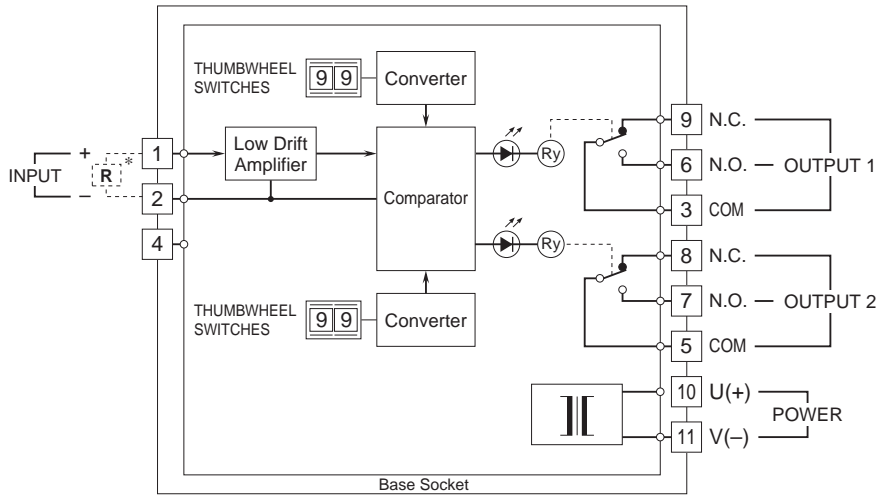 THUMBWHEEL
SWITCHES
9 9
Converter
INPUT
+
–
R
*
1
2
4
Low Drift
Amplifier
Comparator
Ry
Ry
THUMBWHEEL
SWITCHES
9 9
Converter
9 N.C.
6 N.O.
3 COM
OUTPUT 1
8 N.C.
7 N.O.
5 COM
OUTPUT 2
10 U(+)
11 V(–)
POWER
Base Socket